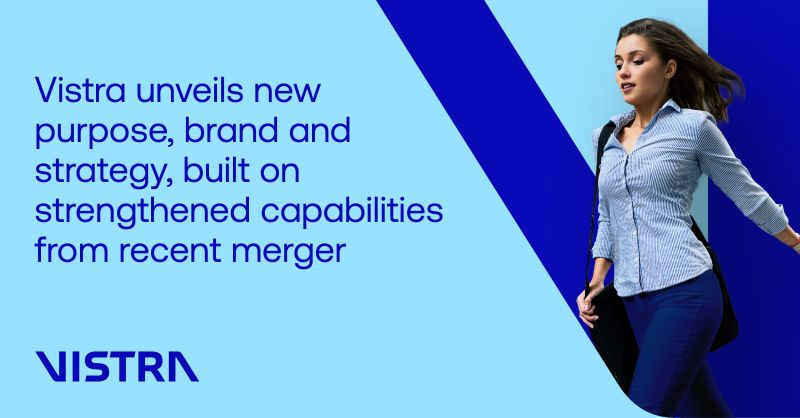 Vistra unveils new
purpose, brand and
strategy, built on
strengthened capabilities
from recent merger
VISTRA